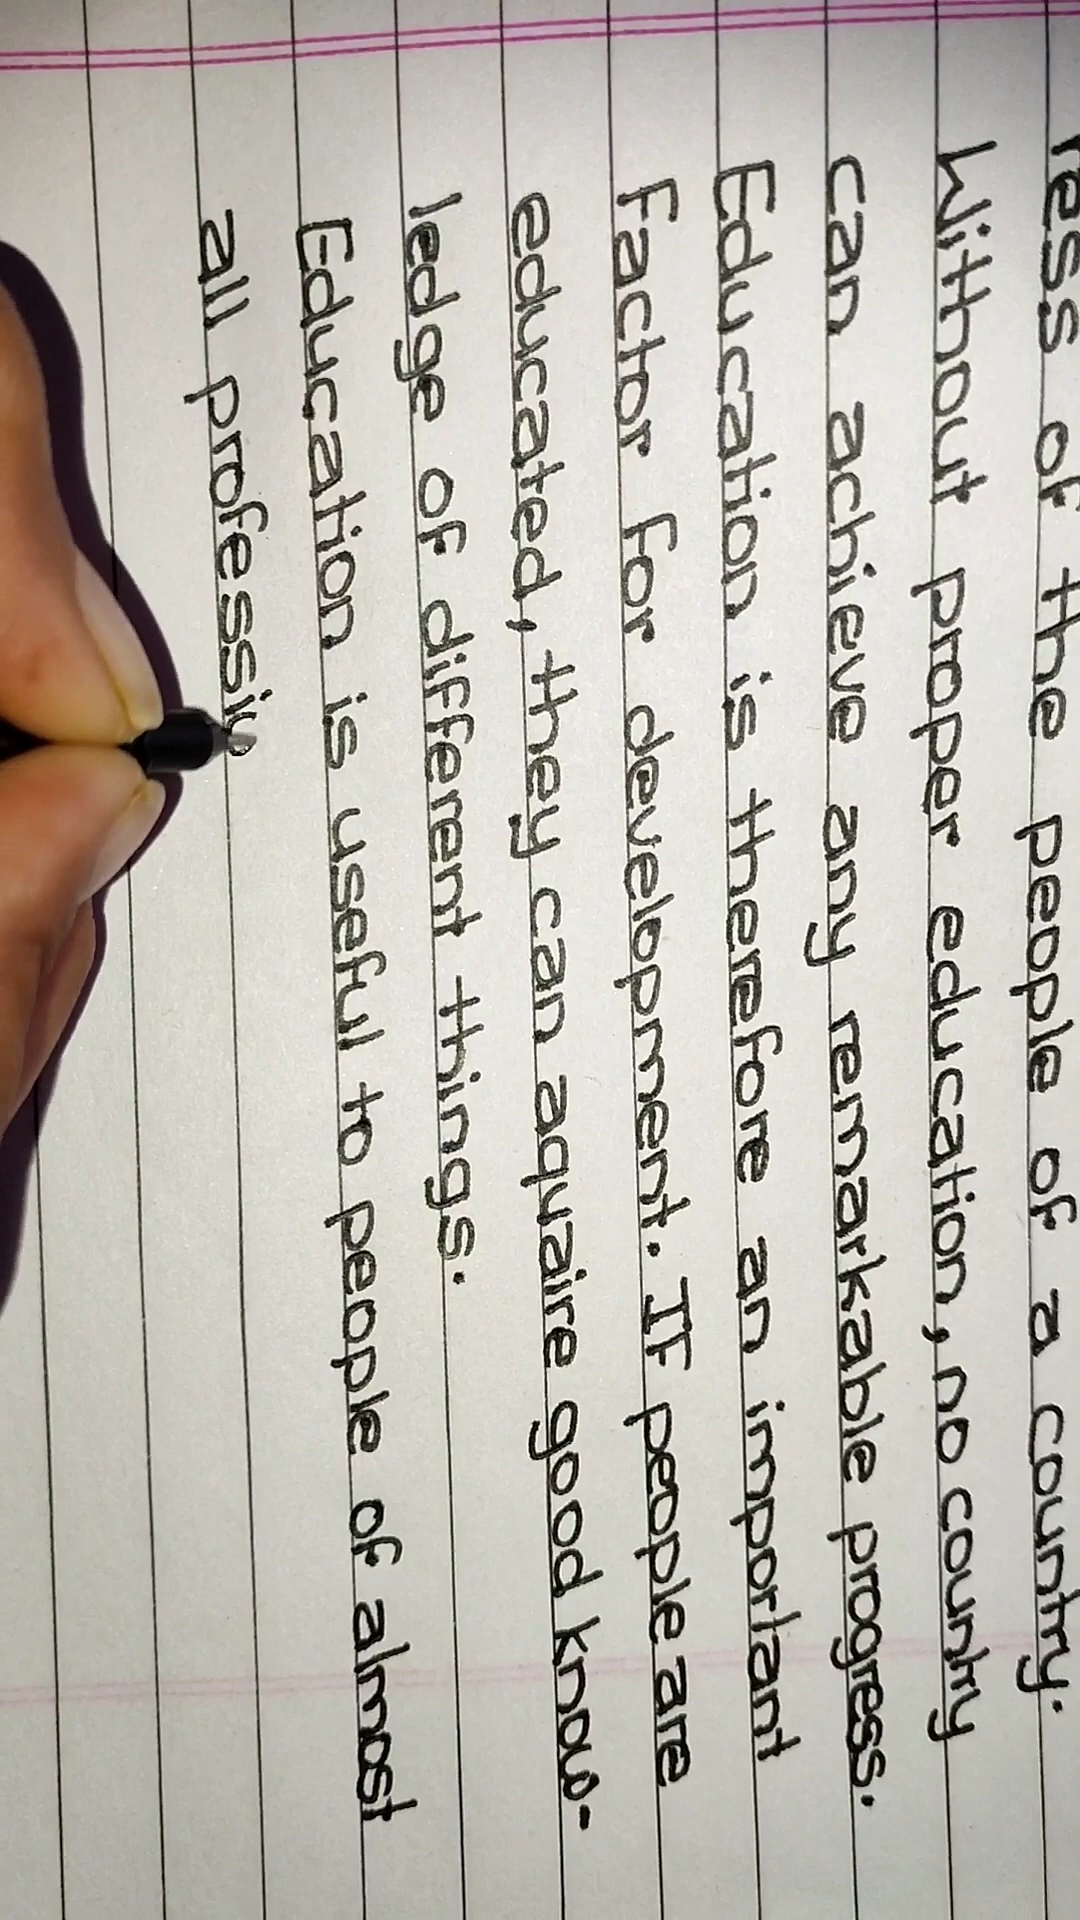 ress of the people of a country.
Without proper education, no country
can achieve any remarkable progress.
Education is therefore an important
Factor for development. IF people are
educated, they can aquaire good know-
ledge of different things.
Education is useful to people of almost
all professio